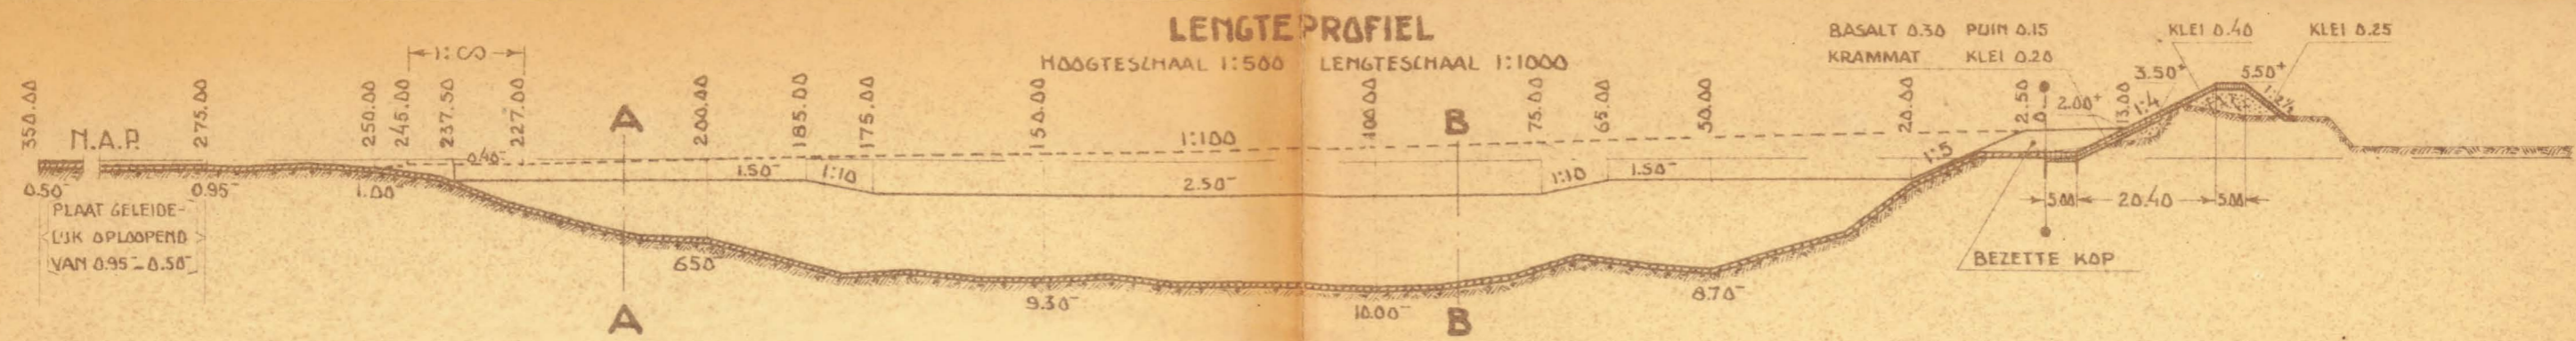 LENGTEPROFIEL
HOOGTESCHAAL 1:500 LENGTESCHAAL 1:1000
BASALT 0.30 PUIN 0.15
KRAMMAT KLEI 0.20
KLEI 0.40
KLEI 0.25
1:∞
350.00
275.00
250.00
245.00
237.50
227.00
200.00
185.00
175.00
150.00
100.00
75.00
65.00
50.00
20.00
2.50
0
13.00
N.A.P.
A
B
1:100
3.50+
5.50+
2.00+
1:4
1:5
0.40-
1.50-
1:10
2.50-
1:10
1.50-
0.50-
0.95-
1.00-
PLAAT GELEIDE-
LIJK OPLOOPEND
VAN 0.95- - 0.50-
650-
9.30-
10.00-
8.70-
5.00
20.40
5.00
BEZETTE KOP
A
B